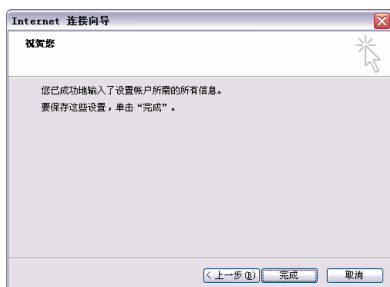 Internet 连接向导
祝贺您
您已成功地输入了设置帐户所需的所有信息。
要保存这些设置，单击“完成”。
<上一步(B) 完成 取消